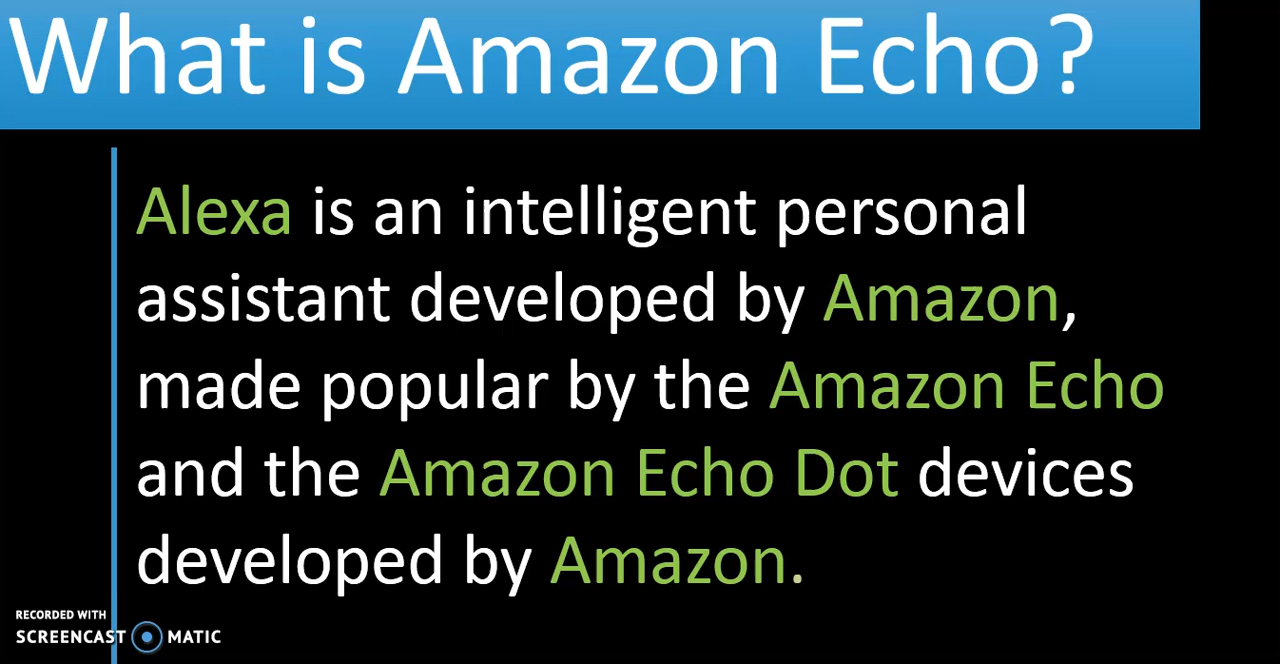 What is Amazon Echo?
Alexa is an intelligent personal
assistant developed by Amazon,
made popular by the Amazon Echo
and the Amazon Echo Dot devices
developed by Amazon.
RECORDED WITH
SCREENCAST MATIC